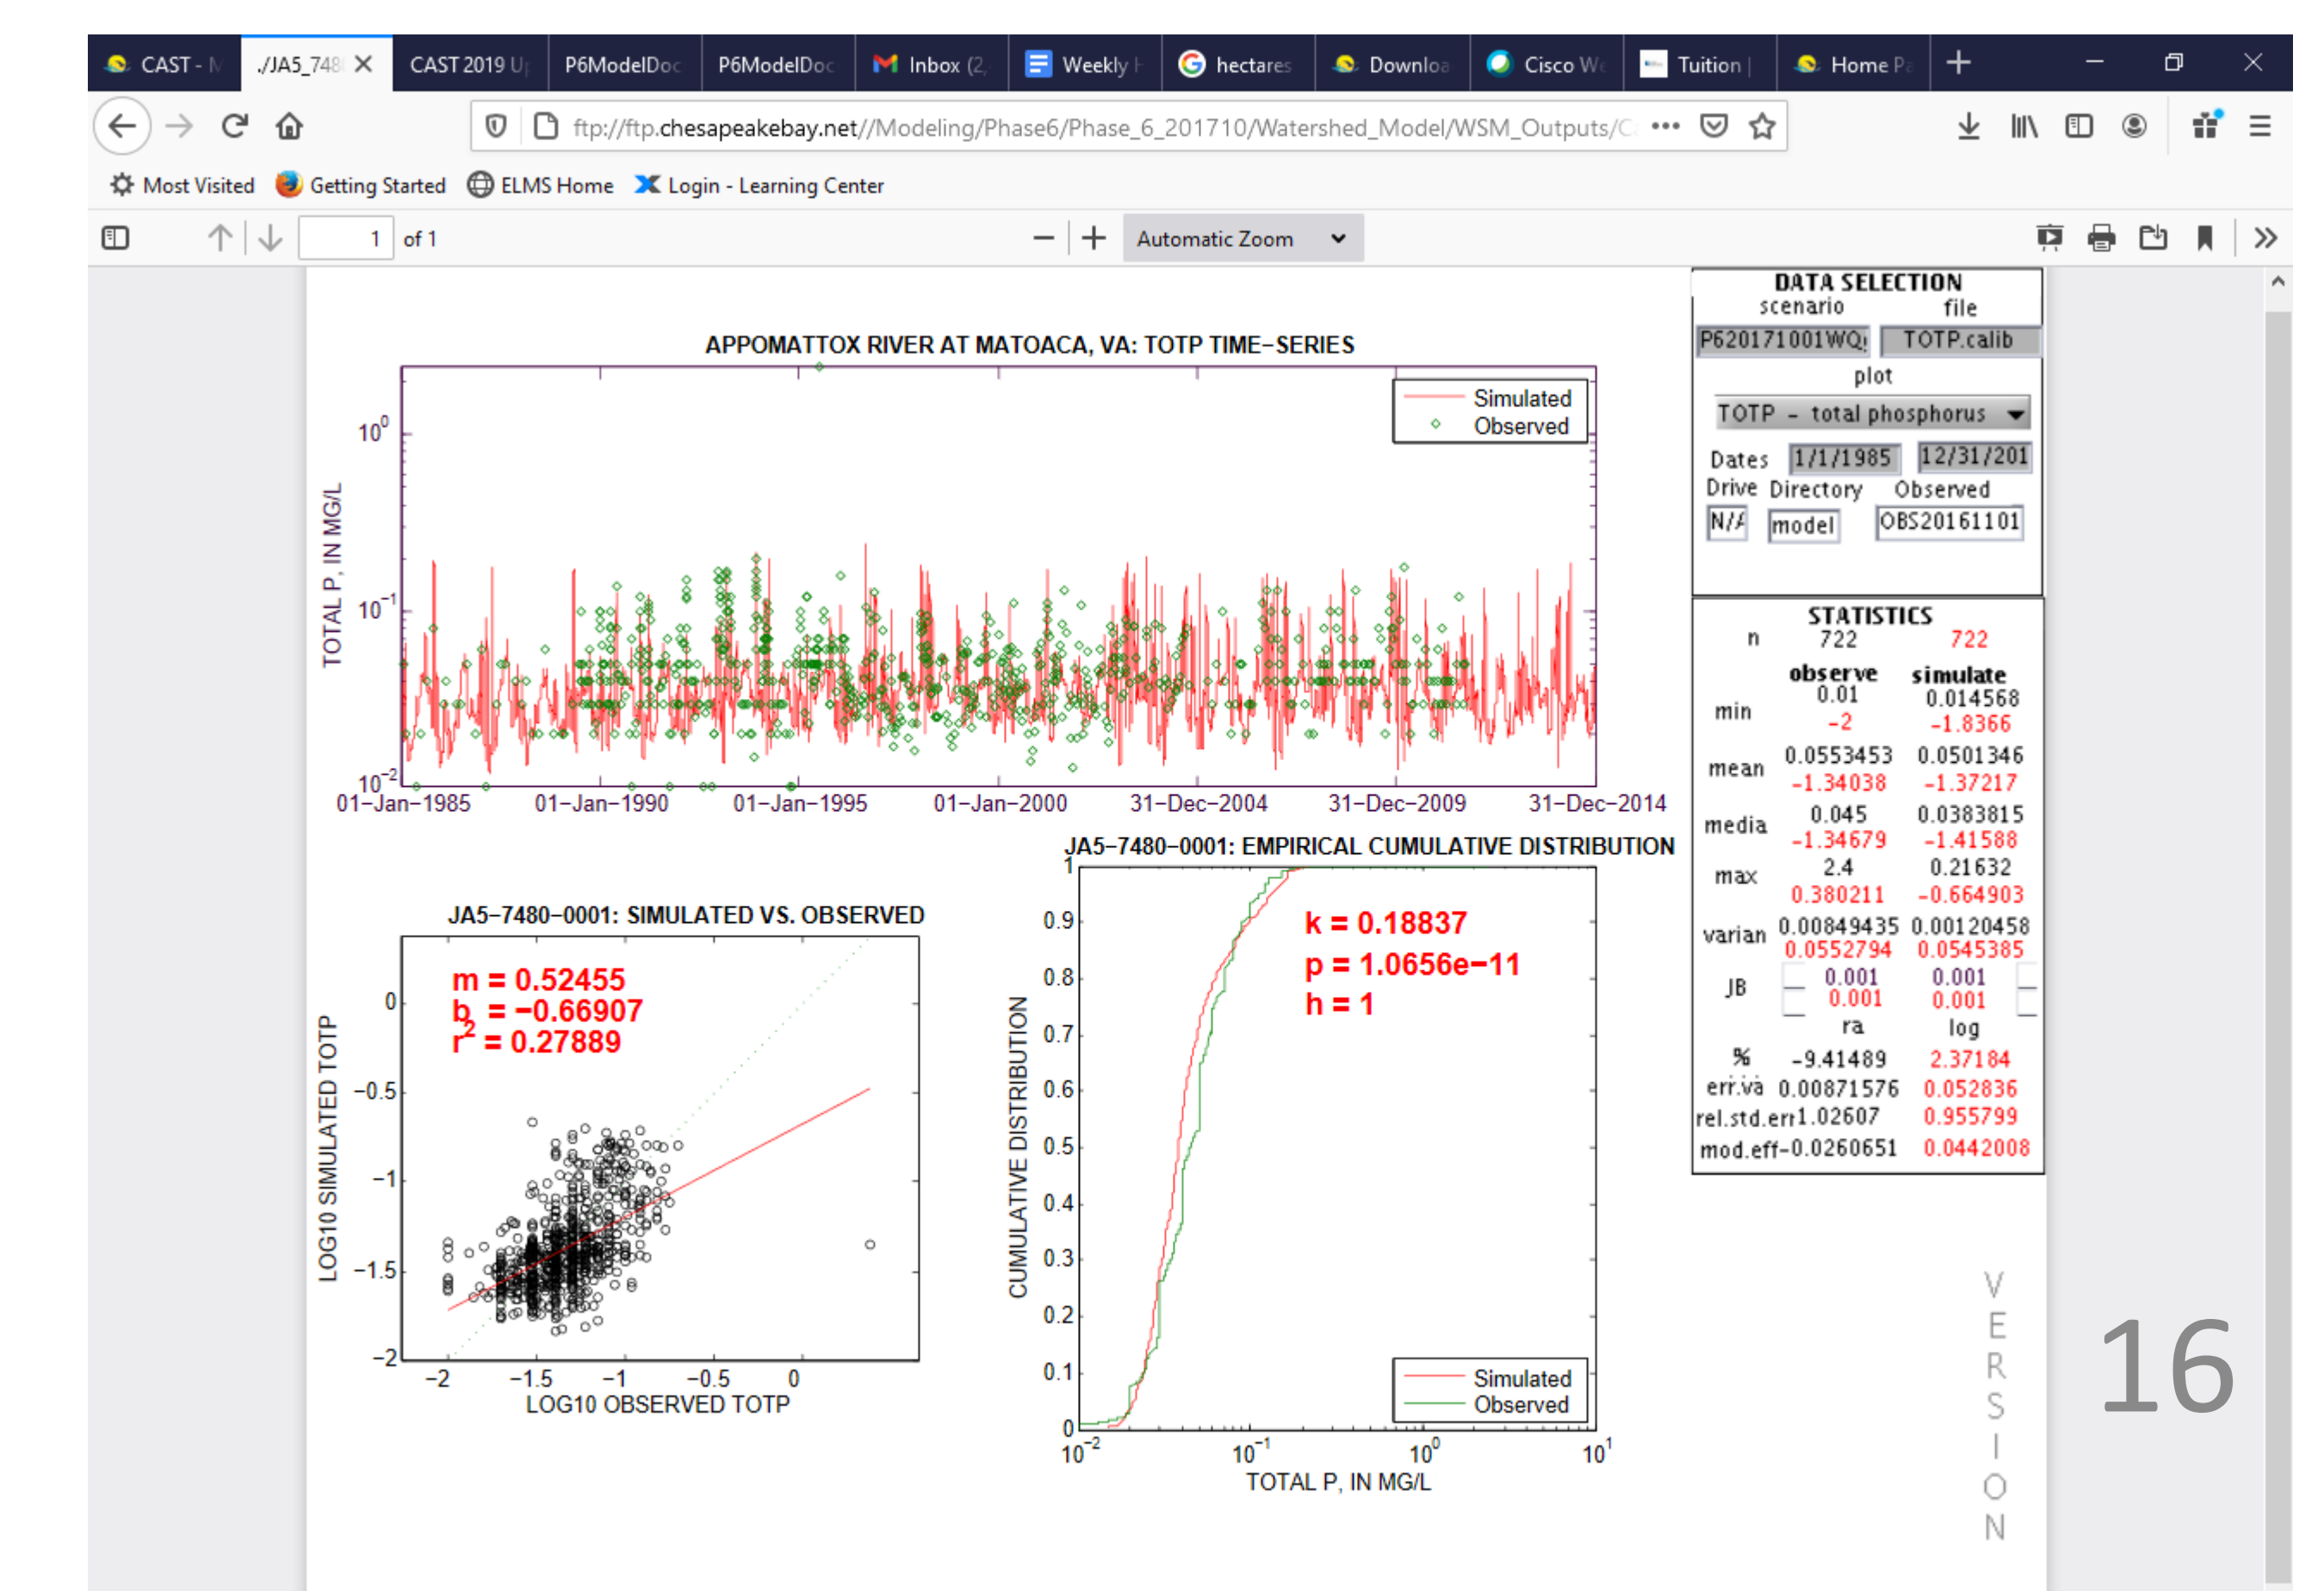 CAST - M
./JA5_748
CAST 2019 Up
P6ModelDoc
P6ModelDoc
Inbox (2,
Weekly H
hectares
Downloa
Cisco We
Tuition |
Home Pa
ftp://ftp.chesapeakebay.net//Modeling/Phase6/Phase_6_201710/Watershed_Model/WSM_Outputs/C
Most Visited Getting Started ELMS Home Login - Learning Center
1 of 1
Automatic Zoom
APPOMATTOX RIVER AT MATOACA, VA: TOTP TIME-SERIES
Simulated
Observed
TOTAL P, IN MG/L
10^0
10^-1
10^-2
01-Jan-1985 01-Jan-1990 01-Jan-1995 01-Jan-2000 31-Dec-2004 31-Dec-2009 31-Dec-2014
JA5-7480-0001: SIMULATED VS. OBSERVED
m = 0.52455
b = -0.66907
r^2 = 0.27889
LOG10 SIMULATED TOTP
0
-0.5
-1
-1.5
-2
-2 -1.5 -1 -0.5 0
LOG10 OBSERVED TOTP
JA5-7480-0001: EMPIRICAL CUMULATIVE DISTRIBUTION
k = 0.18837
p = 1.0656e-11
h = 1
CUMULATIVE DISTRIBUTION
1
0.9
0.8
0.7
0.6
0.5
0.4
0.3
0.2
0.1
0
Simulated
Observed
10^-2 10^-1 10^0 10^1
TOTAL P, IN MG/L
DATA SELECTION
scenario file
P620171001WQ TOTP.calib
plot
TOTP - total phosphorus
Dates 1/1/1985 12/31/201
Drive Directory Observed
N/A model OBS20161101
STATISTICS
n 722 722
observe simulate
min 0.01 0.014568
-2 -1.8366
mean 0.0553453 0.0501346
-1.34038 -1.37217
media 0.045 0.0383815
-1.34679 -1.41588
max 2.4 0.21632
0.380211 -0.664903
varian 0.00849435 0.00120458
0.0552794 0.0545385
JB 0.001 0.001
0.001 0.001
ra log
% -9.41489 2.37184
err.va 0.00871576 0.052836
rel.std.err 1.02607 0.955799
mod.eff -0.0260651 0.0442008
VERSION
16